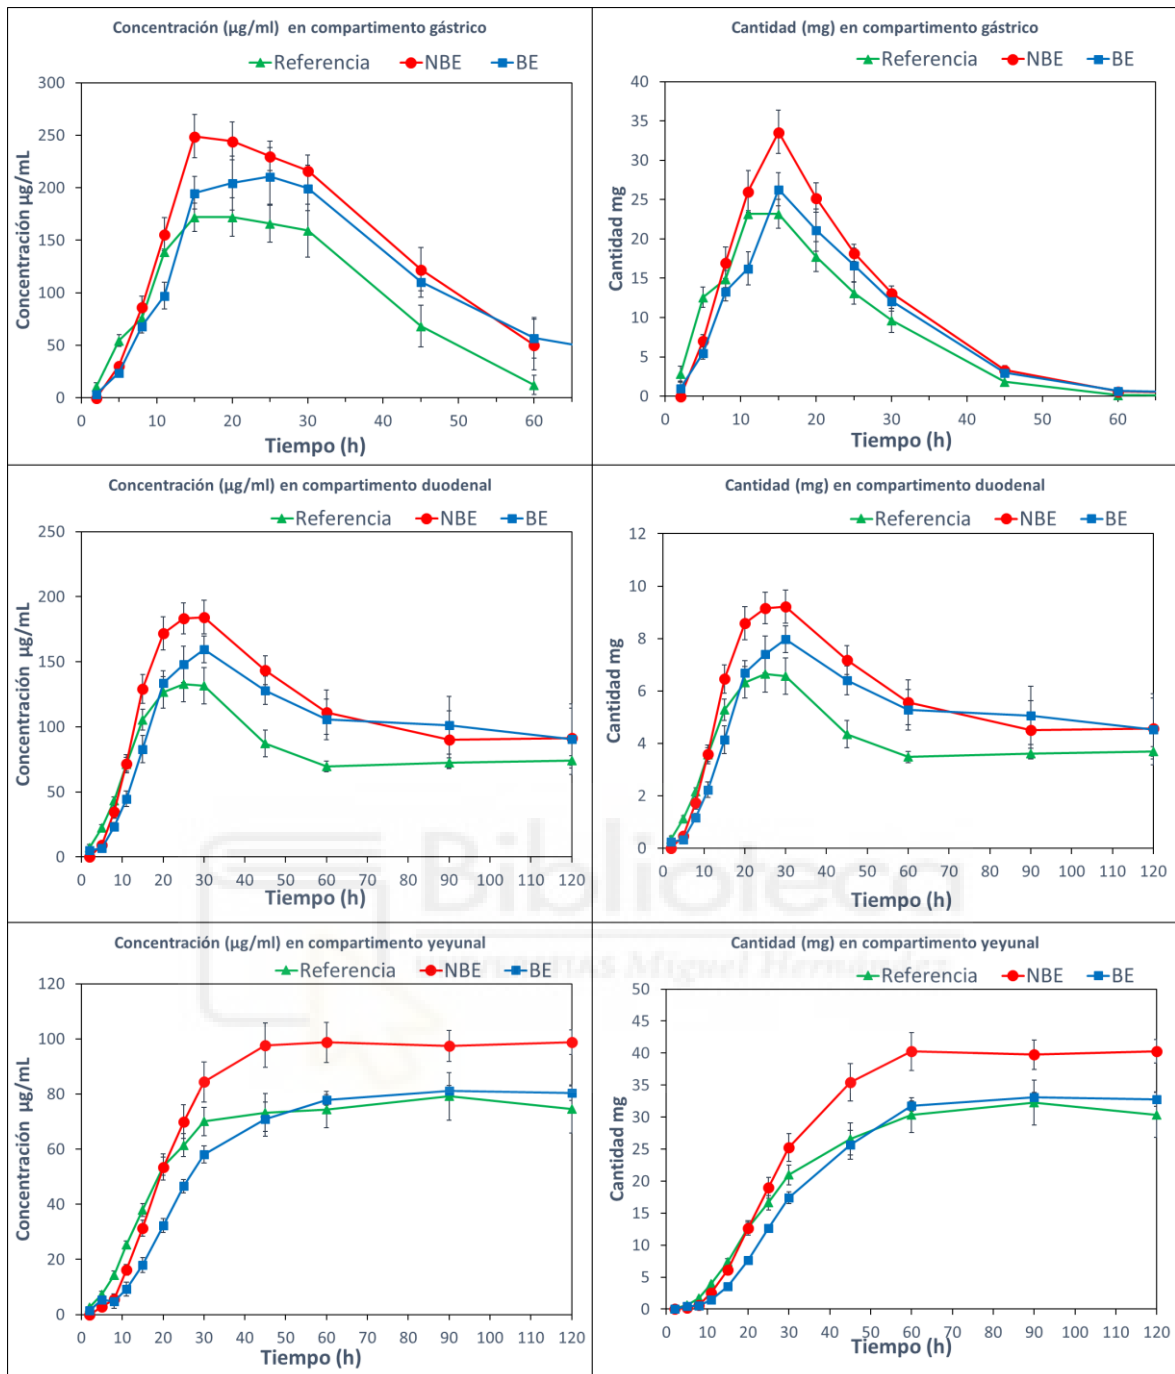 Concentración (µg/ml) en compartimento gástrico
Referencia NBE BE
300
250
200
150
100
50
0
0 10 20 30 40 50 60
Concentración µg/mL
Tiempo (h)
Cantidad (mg) en compartimento gástrico
Referencia NBE BE
40
35
30
25
20
15
10
5
0
0 10 20 30 40 50 60
Cantidad mg
Tiempo (h)
Concentración (µg/ml) en compartimento duodenal
Referencia NBE BE
250
200
150
100
50
0
0 10 20 30 40 50 60 70 80 90 100 110 120
Concentración µg/mL
Tiempo (h)
Cantidad (mg) en compartimento duodenal
Referencia NBE BE
12
10
8
6
4
2
0
0 10 20 30 40 50 60 70 80 90 100 110 120
Cantidad mg
Tiempo (h)
Concentración (µg/ml) en compartimento yeyunal
Referencia NBE BE
120
100
80
60
40
20
0
0 10 20 30 40 50 60 70 80 90 100 110 120
Concentración µg/mL
Tiempo (h)
Cantidad (mg) en compartimento yeyunal
Referencia NBE BE
50
45
40
35
30
25
20
15
10
5
0
0 10 20 30 40 50 60 70 80 90 100 110 120
Cantidad mg
Tiempo (h)
Biblioteca
UNIVERSITAS Miguel Hernández